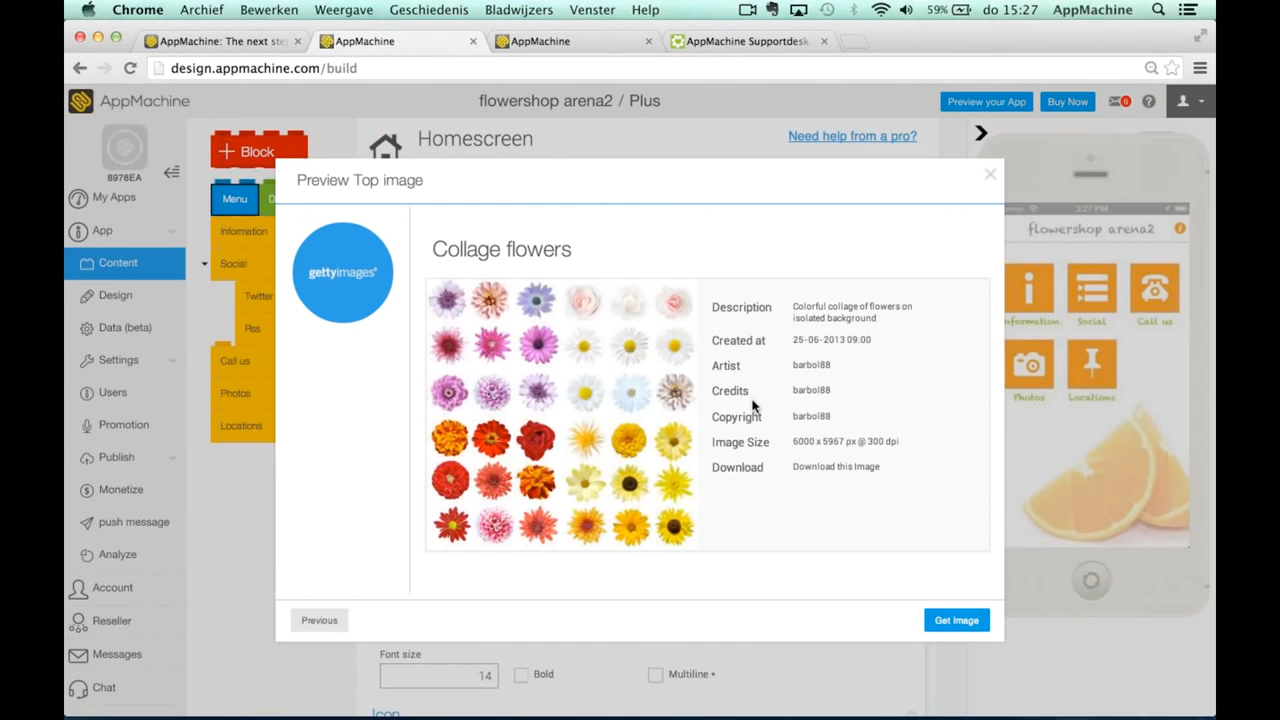 Chrome Archief Bewerken Weergave Geschiedenis Bladwijzers Venster Help 59% do 15:27 AppMachine
AppMachine: The next ste
AppMachine
AppMachine
AppMachine Supportdesk
design.appmachine.com/build
AppMachine
flowershop arena2 / Plus
Preview your App
Buy Now
6
8978EA
My Apps
App
Content
Design
Data (beta)
Settings
Users
Promotion
Publish
Monetize
push message
Analyze
Account
Reseller
Messages
Chat
+ Block
Menu
D
Information
Social
Twitter
Rss
Call us
Photos
Locations
Homescreen
Need help from a pro?
Preview Top image
gettyimages®
Collage flowers
Description Colorful collage of flowers on
isolated background
Created at 25-06-2013 09:00
Artist barbol88
Credits barbol88
Copyright barbol88
Image Size 6000 x 5967 px @ 300 dpi
Download Download this Image
Previous
Get Image
Font size
14
Bold
Multiline
Icon
3:27 PM
flowershop arena2
Information
Social
Call us
Photos
Locations